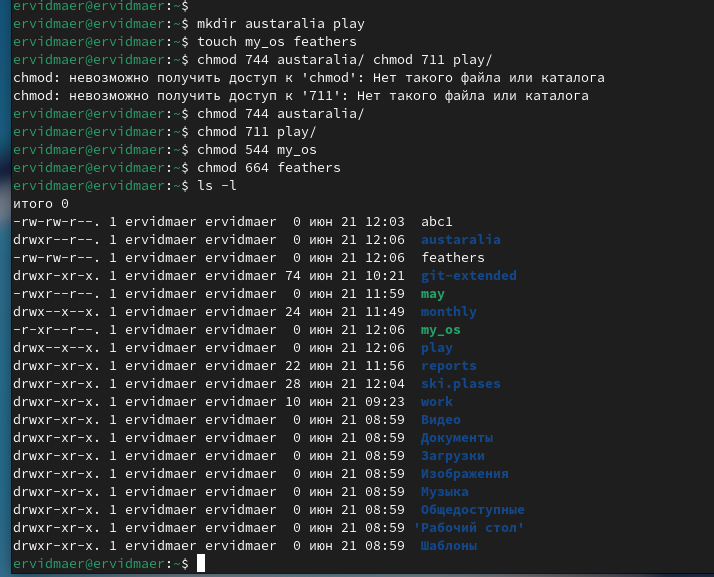 ervidmaer@ervidmaer:~$
ervidmaer@ervidmaer:~$ mkdir austaralia play
ervidmaer@ervidmaer:~$ touch my_os feathers
ervidmaer@ervidmaer:~$ chmod 744 austaralia/ chmod 711 play/
chmod: невозможно получить доступ к 'chmod': Нет такого файла или каталога
chmod: невозможно получить доступ к '711': Нет такого файла или каталога
ervidmaer@ervidmaer:~$ chmod 744 austaralia/
ervidmaer@ervidmaer:~$ chmod 711 play/
ervidmaer@ervidmaer:~$ chmod 544 my_os
ervidmaer@ervidmaer:~$ chmod 664 feathers
ervidmaer@ervidmaer:~$ ls -l
итого 0
-rw-rw-r--. 1 ervidmaer ervidmaer  0 июн 21 12:03  abc1
drwxr--r--. 1 ervidmaer ervidmaer  0 июн 21 12:06  austaralia
-rw-rw-r--. 1 ervidmaer ervidmaer  0 июн 21 12:06  feathers
drwxr-xr-x. 1 ervidmaer ervidmaer 74 июн 21 10:21  git-extended
-rwxr--r--. 1 ervidmaer ervidmaer  0 июн 21 11:59  may
drwx--x--x. 1 ervidmaer ervidmaer 24 июн 21 11:49  monthly
-r-xr--r--. 1 ervidmaer ervidmaer  0 июн 21 12:06  my_os
drwx--x--x. 1 ervidmaer ervidmaer  0 июн 21 12:06  play
drwxr-xr-x. 1 ervidmaer ervidmaer 22 июн 21 11:56  reports
drwxr-xr-x. 1 ervidmaer ervidmaer 28 июн 21 12:04  ski.plases
drwxr-xr-x. 1 ervidmaer ervidmaer 10 июн 21 09:23  work
drwxr-xr-x. 1 ervidmaer ervidmaer  0 июн 21 08:59  Видео
drwxr-xr-x. 1 ervidmaer ervidmaer  0 июн 21 08:59  Документы
drwxr-xr-x. 1 ervidmaer ervidmaer  0 июн 21 08:59  Загрузки
drwxr-xr-x. 1 ervidmaer ervidmaer  0 июн 21 08:59  Изображения
drwxr-xr-x. 1 ervidmaer ervidmaer  0 июн 21 08:59  Музыка
drwxr-xr-x. 1 ervidmaer ervidmaer  0 июн 21 08:59  Общедоступные
drwxr-xr-x. 1 ervidmaer ervidmaer  0 июн 21 08:59 'Рабочий стол'
drwxr-xr-x. 1 ervidmaer ervidmaer  0 июн 21 08:59  Шаблоны
ervidmaer@ervidmaer:~$